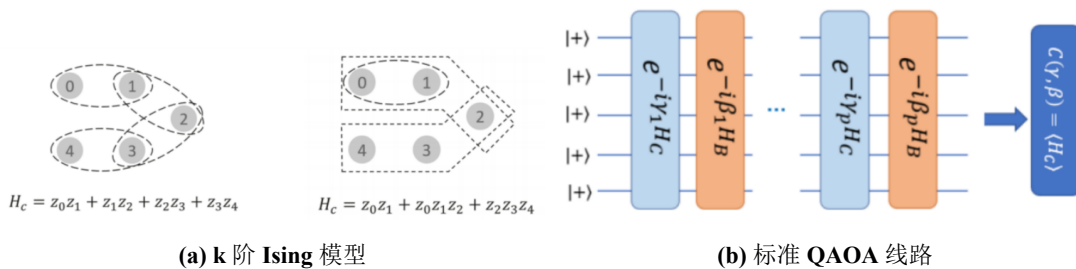 0 1 2 4 3
H_c = z_0z_1 + z_1z_2 + z_2z_3 + z_3z_4
0 1 2 4 3
H_c = z_0z_1 + z_0z_1z_2 + z_2z_3z_4
(a) k 阶 Ising 模型
|+⟩
|+⟩
|+⟩
|+⟩
|+⟩
e^{-iγ_1H_C}
e^{-iβ_1H_B}
...
e^{-iγ_pH_C}
e^{-iβ_pH_B}
C(γ,β) = ⟨H_c⟩
(b) 标准 QAOA 线路